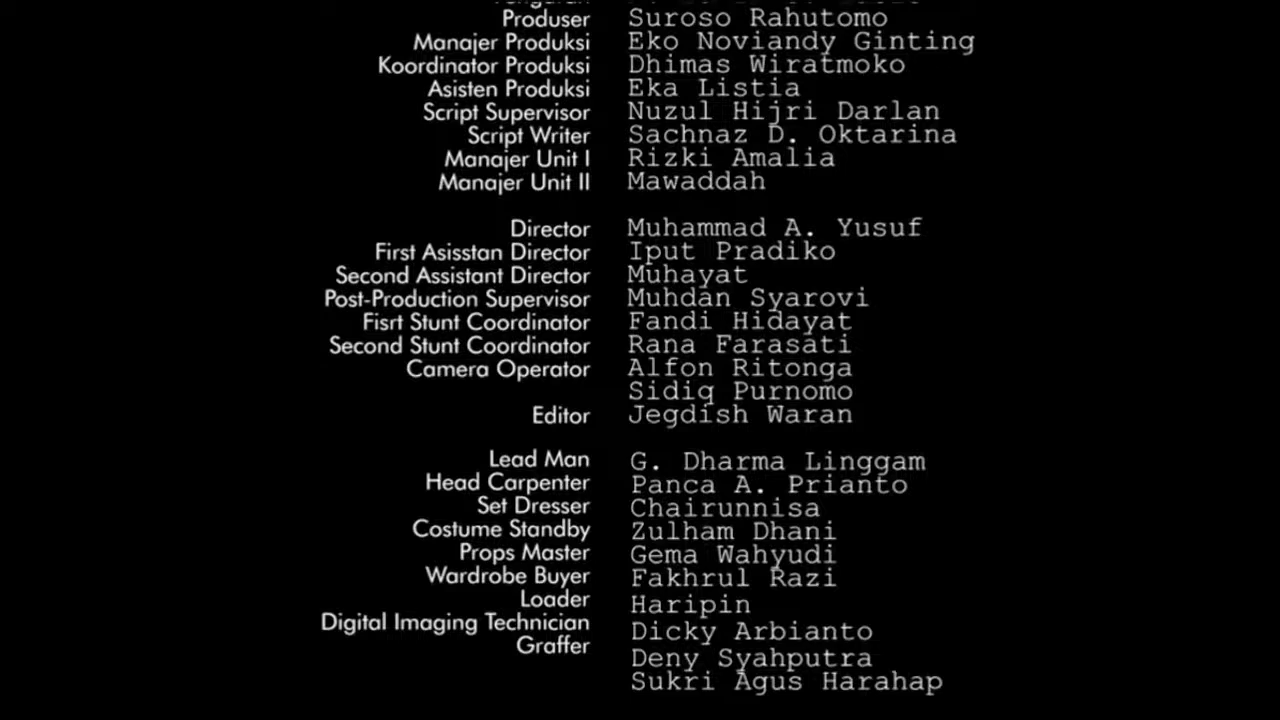 Produser Suroso Rahutomo
Manajer Produksi Eko Noviandy Ginting
Koordinator Produksi Dhimas Wiratmoko
Asisten Produksi Eka Listia
Script Supervisor Nuzul Hijri Darlan
Script Writer Sachnaz D. Oktarina
Manajer Unit I Rizki Amalia
Manajer Unit II Mawaddah
Director Muhammad A. Yusuf
First Asisstan Director Iput Pradiko
Second Assistant Director Muhayat
Post-Production Supervisor Muhdan Syarovi
Fisrt Stunt Coordinator Fandi Hidayat
Second Stunt Coordinator Rana Farasati
Camera Operator Alfon Ritonga
Sidiq Purnomo
Editor Jegdish Waran
Lead Man G. Dharma Linggam
Head Carpenter Panca A. Prianto
Set Dresser Chairunnisa
Costume Standby Zulham Dhani
Props Master Gema Wahyudi
Wardrobe Buyer Fakhrul Razi
Loader Haripin
Digital Imaging Technician Dicky Arbianto
Graffer Deny Syahputra
Sukri Agus Harahap